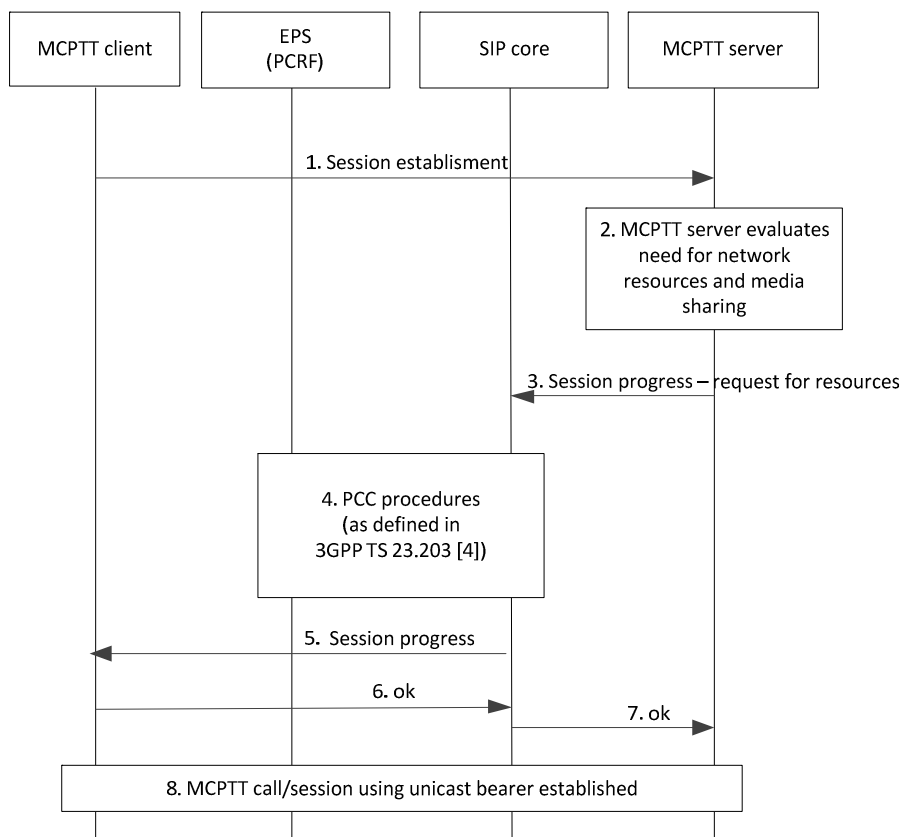 MCPTT client
EPS
(PCRF)
SIP core
MCPTT server
1. Session establisment
2. MCPTT server evaluates
need for network
resources and media
sharing
3. Session progress – request for resources
4. PCC procedures
(as defined in
3GPP TS 23.203 [4])
5. Session progress
6. ok
7. ok
8. MCPTT call/session using unicast bearer established